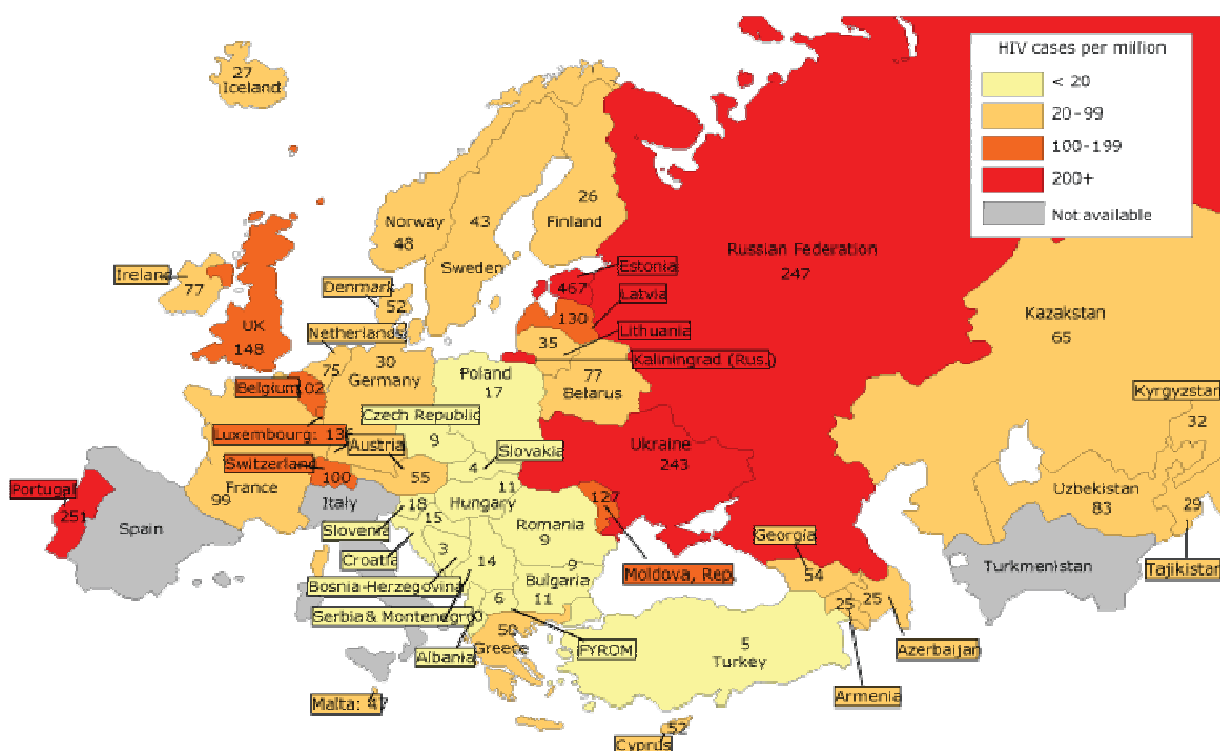 HIV cases per million
< 20
20-99
100-199
200+
Not available
27
Iceland
Norway
48
43
Sweden
26
Finland
Russian Federation
247
Estonia
467
Latvia
130
Lithuania
35
Kaliningrad (Rus.)
Ireland
77
UK
148
Denmark
52
Netherlands
75
30
Germany
Poland
17
77
Belarus
Kazakstan
65
Kyrgyzstan
32
Belgium
02
Czech Republic
9
Luxembourg: 136
Austria
55
Slovakia
4
Ukraine
243
Switzerland
100
France
99
11
Hungary
127
Moldova, Rep.
Uzbekistan
83
29
Tajikistan
Portugal
251
Spain
Italy
18
Slovenia
15
Croatia
Romania
9
Georgia
54
Turkmenistan
3
Bosnia-Herzegovina
14
9
Bulgaria
11
Serbia & Montenegro
0
6
Albania
FYROM
50
Greece
5
Turkey
25
25
Azerbaijan
Armenia
Malta: 47
52
Cyprus